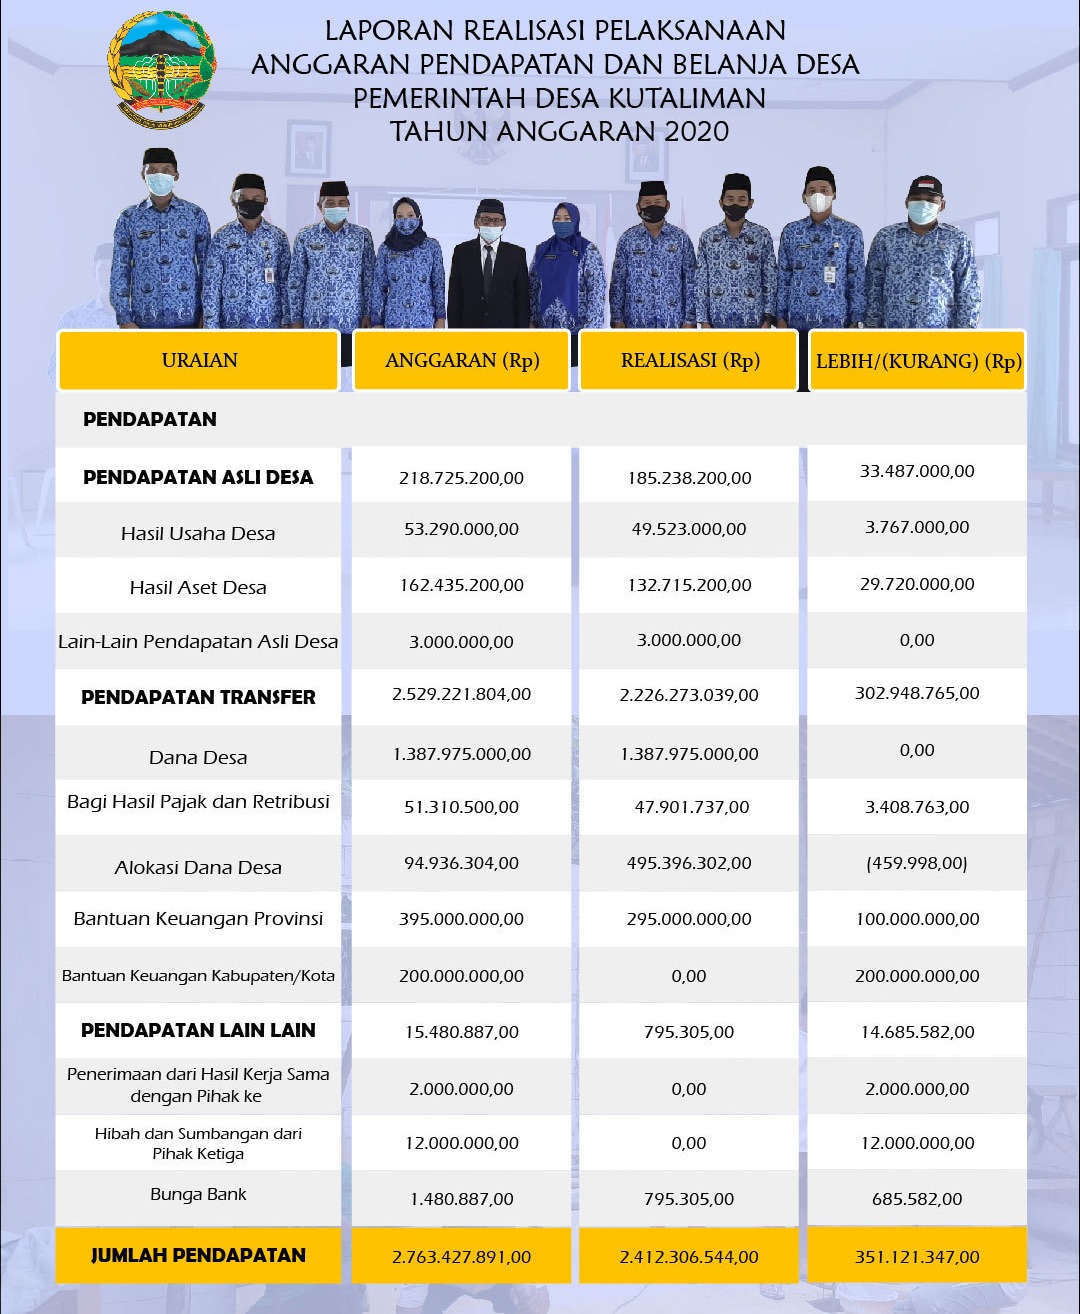 LAPORAN REALISASI PELAKSANAAN
ANGGARAN PENDAPATAN DAN BELANJA DESA
PEMERINTAH DESA KUTALIMAN
TAHUN ANGGARAN 2020
URAIAN ANGGARAN (Rp) REALISASI (Rp) LEBIH/(KURANG) (Rp)
PENDAPATAN
PENDAPATAN ASLI DESA 218.725.200,00 185.238.200,00 33.487.000,00
Hasil Usaha Desa 53.290.000,00 49.523.000,00 3.767.000,00
Hasil Aset Desa 162.435.200,00 132.715.200,00 29.720.000,00
Lain-Lain Pendapatan Asli Desa 3.000.000,00 3.000.000,00 0,00
PENDAPATAN TRANSFER 2.529.221.804,00 2.226.273.039,00 302.948.765,00
Dana Desa 1.387.975.000,00 1.387.975.000,00 0,00
Bagi Hasil Pajak dan Retribusi 51.310.500,00 47.901.737,00 3.408.763,00
Alokasi Dana Desa 94.936.304,00 495.396.302,00 (459.998,00)
Bantuan Keuangan Provinsi 395.000.000,00 295.000.000,00 100.000.000,00
Bantuan Keuangan Kabupaten/Kota 200.000.000,00 0,00 200.000.000,00
PENDAPATAN LAIN LAIN 15.480.887,00 795.305,00 14.685.582,00
Penerimaan dari Hasil Kerja Sama
dengan Pihak ke 2.000.000,00 0,00 2.000.000,00
Hibah dan Sumbangan dari
Pihak Ketiga 12.000.000,00 0,00 12.000.000,00
Bunga Bank 1.480.887,00 795.305,00 685.582,00
JUMLAH PENDAPATAN 2.763.427.891,00 2.412.306.544,00 351.121.347,00